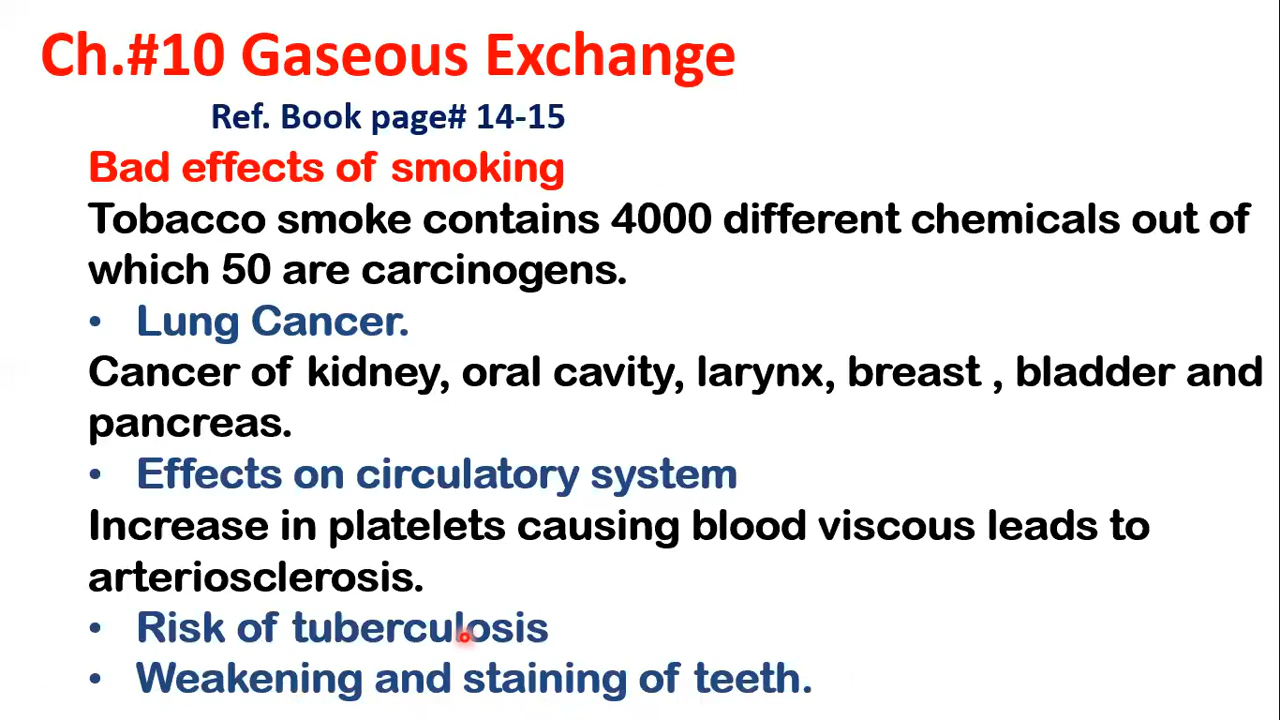 Ch.#10 Gaseous Exchange
Ref. Book page# 14-15
Bad effects of smoking
Tobacco smoke contains 4000 different chemicals out of
which 50 are carcinogens.
• Lung Cancer.
Cancer of kidney, oral cavity, larynx, breast , bladder and
pancreas.
• Effects on circulatory system
Increase in platelets causing blood viscous leads to
arteriosclerosis.
• Risk of tuberculosis
• Weakening and staining of teeth.